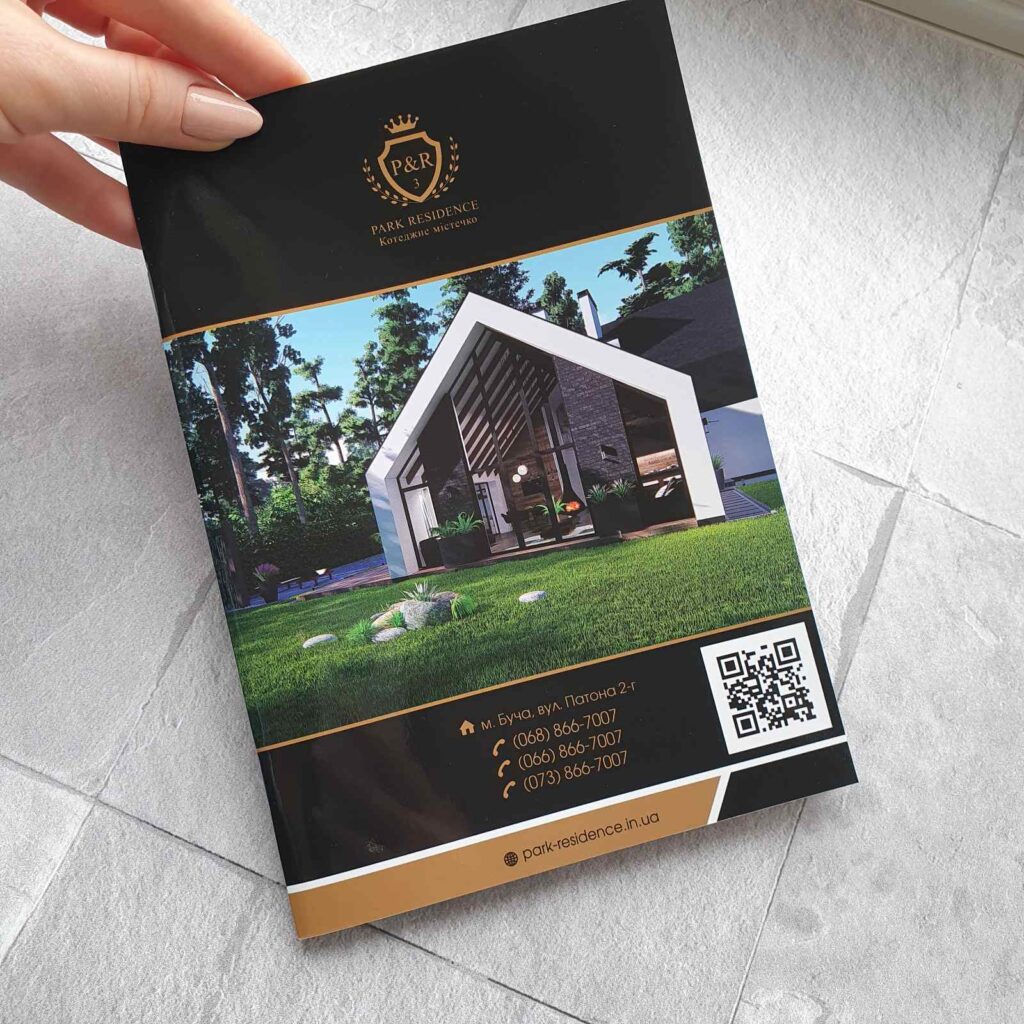 P&R
3
PARK RESIDENCE
Котеджне містечко
м. Буча, вул. Патона 2-г
(068) 866-7007
(066) 866-7007
(073) 866-7007
park-residence.in.ua